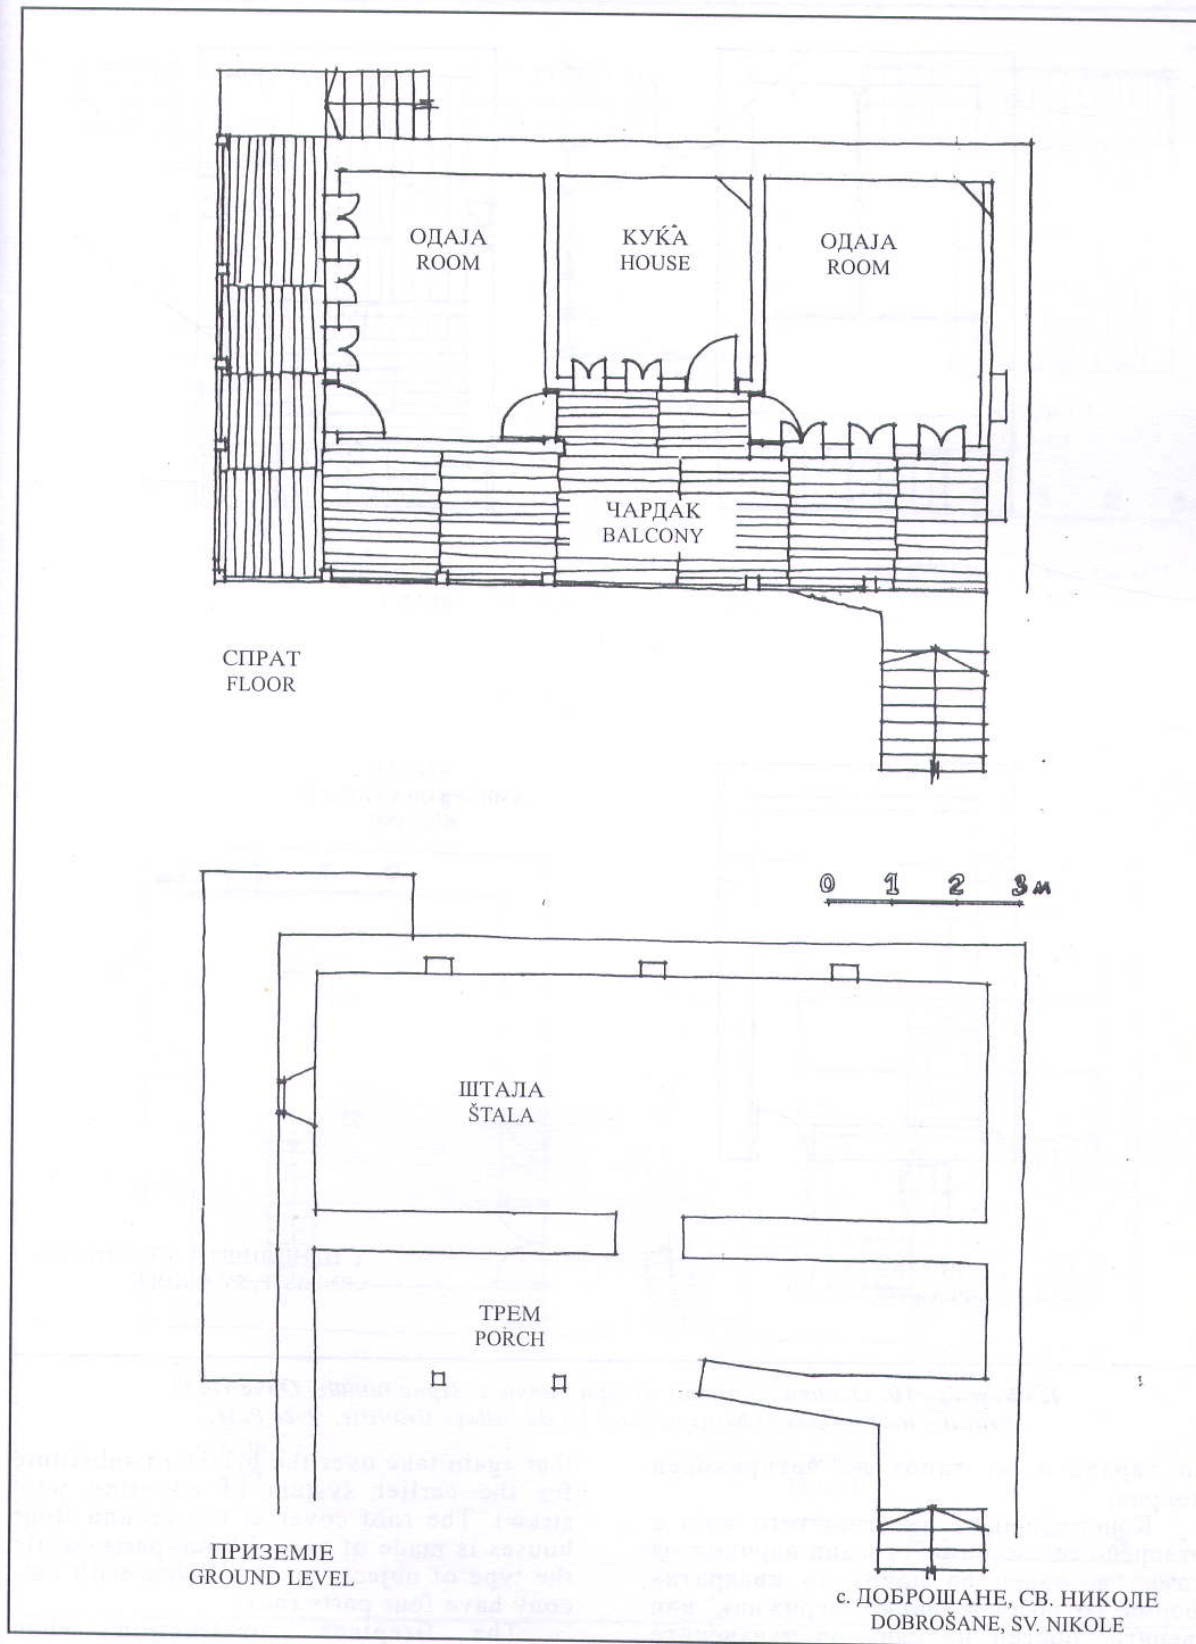 ОДАЈА
ROOM
КУЌА
HOUSE
ОДАЈА
ROOM
ЧАРДАК
BALCONY
СПРАТ
FLOOR
0 1 2 3 м
ШТАЛА
ŠTALA
ТРЕМ
PORCH
ПРИЗЕМЈЕ
GROUND LEVEL
с. ДОБРОШАНЕ, СВ. НИКОЛЕ
DOBROŠANE, SV. NIKOLE